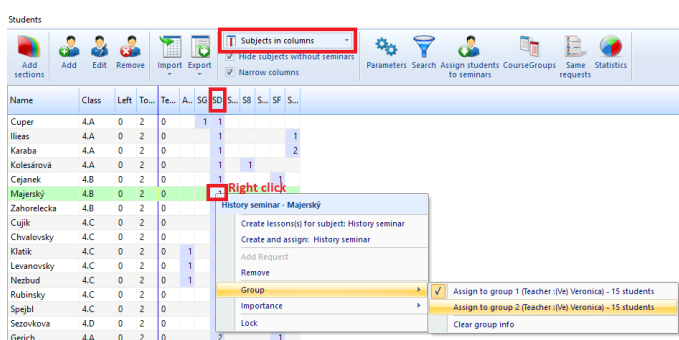 Students
Subjects in columns
Hide subjects without seminars
Narrow columns
Add sections
Add
Edit
Remove
Import
Export
Parameters
Search
Assign students to seminars
CourseGroups
Same requests
Statistics
Name Class Left To... Te... A.. SG SD S... S8 S... SF S...
Cuper 4.A 0 2 0 1 1
Ilieas 4.A 0 2 0 1 1
Karaba 4.A 0 2 0 1 2
Kolesárová 4.A 0 2 0 1 1
Cejanek 4.B 0 2 0 1 1
Majerský 4.B 0 2 0 1
Right click
Zahorelecka 4.B 0 2 0
Cujik 4.C 0 2 0
Chvalovsky 4.C 0 2 0
Klatik 4.C 0 2 0 1
Levanovsky 4.C 0 2 0 1
Nezbud 4.C 0 2 0 1
Rubinsky 4.C 0 2 0
Spejbl 4.C 0 2 0
Sezovkova 4.D 0 2 0
Gerich 4.A 0 2 0 2 1
History seminar - Majerský
Create lessons(s) for subject: History seminar
Create and assign: History seminar
Add Request
Remove
Group
Importance
Lock
Assign to group 1 (Teacher :(Ve) Veronica) - 15 students
Assign to group 2 (Teacher :(Ve) Veronica) - 15 students
Clear group info